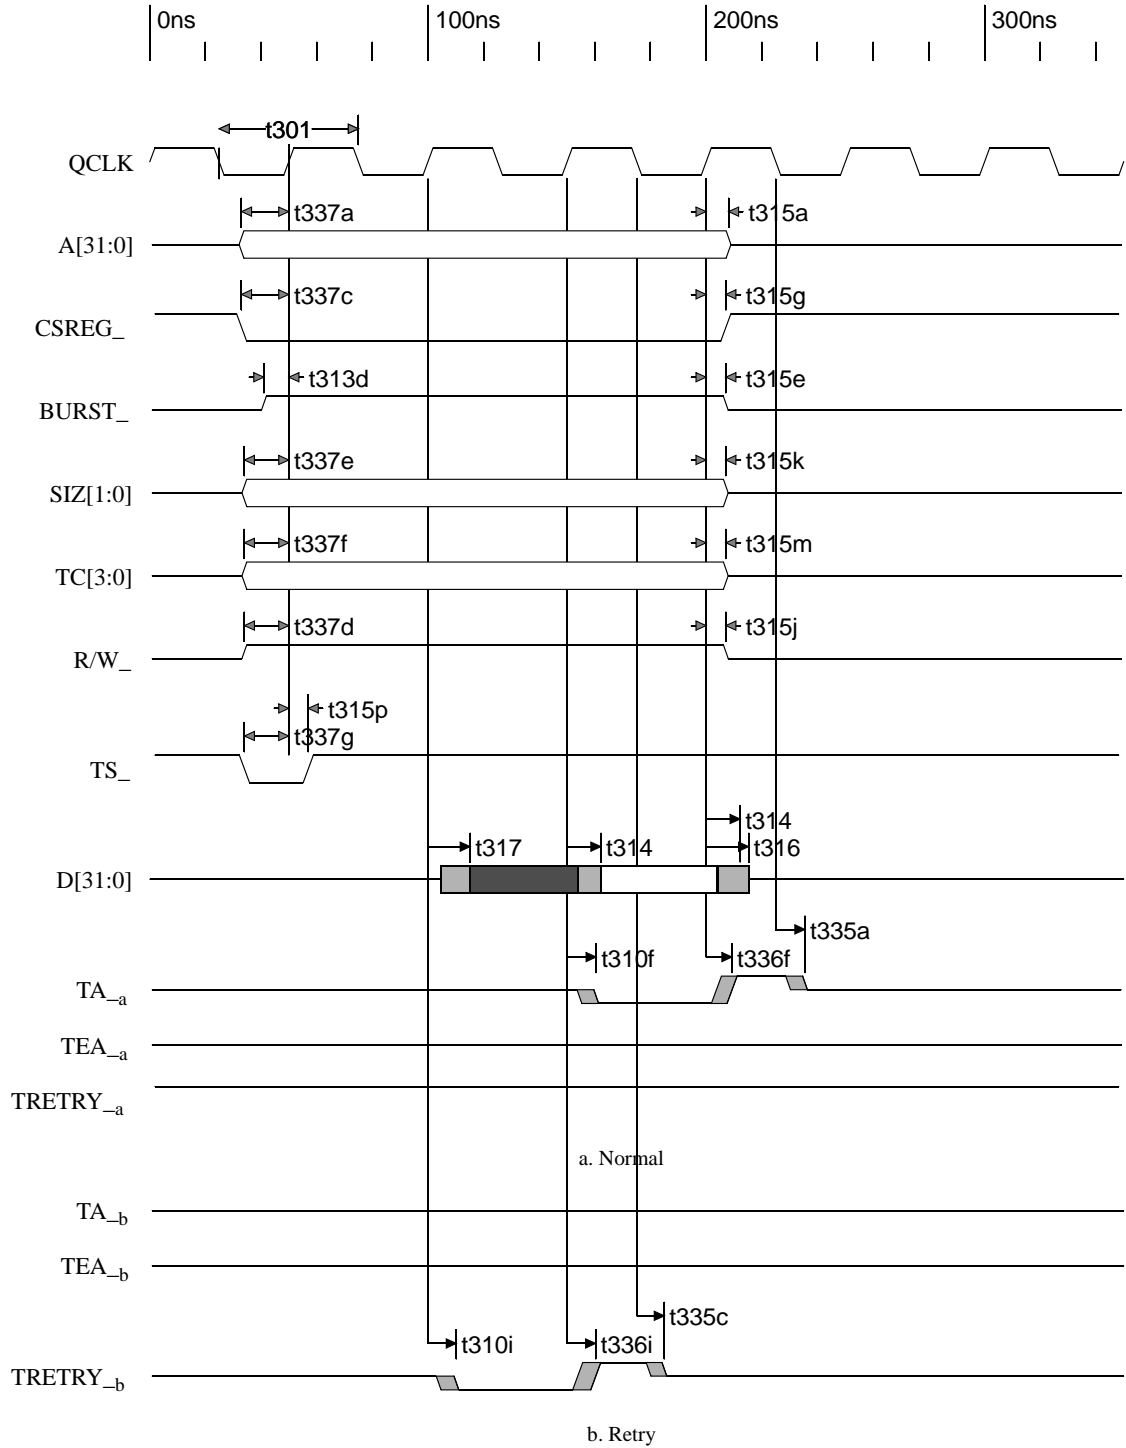 0ns 100ns 200ns 300ns
t301
QCLK
t337a t315a
A[31:0]
t337c t315g
CSREG_
t313d t315e
BURST_
t337e t315k
SIZ[1:0]
t337f t315m
TC[3:0]
t337d t315j
R/W_
t315p
t337g
TS_
t314
t317 t314 t316
D[31:0]
t335a
t310f t336f
TA_a
TEA_a
TRETRY_a
a. Normal
TA_b
TEA_b
t335c
t310i t336i
TRETRY_b
b. Retry